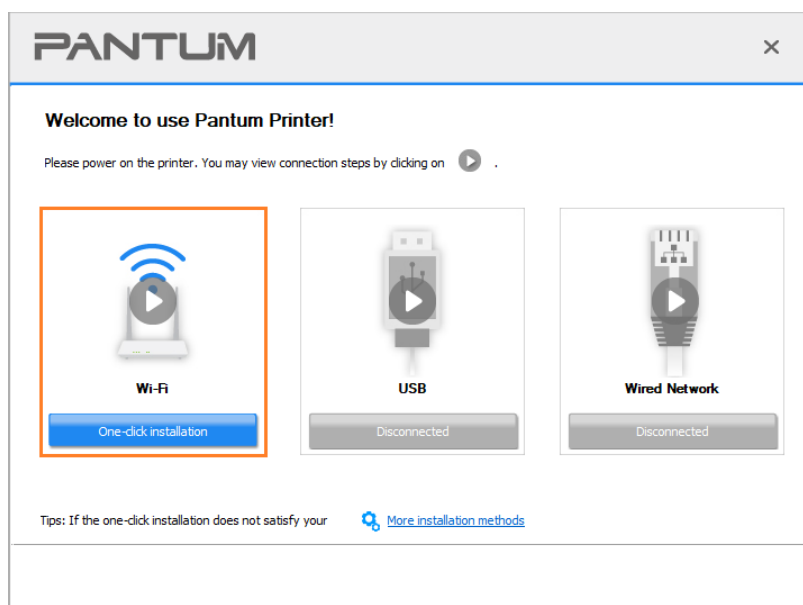 PANTUM
Welcome to use Pantum Printer!
Please power on the printer. You may view connection steps by clicking on .
Wi-Fi
One-click installation
USB
Disconnected
Wired Network
Disconnected
Tips: If the one-click installation does not satisfy your More installation methods